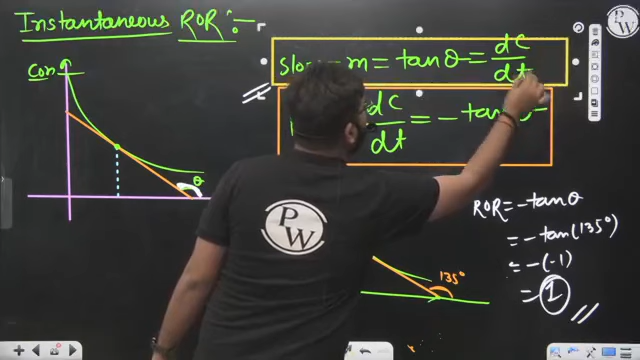 Instantaneous ROR:-
Con
θ
m = tanθ = dc/dt
dc/dt = - tan
ROR = - tanθ
= - tan(135°)
= - (-1)
= 1
135°
PW